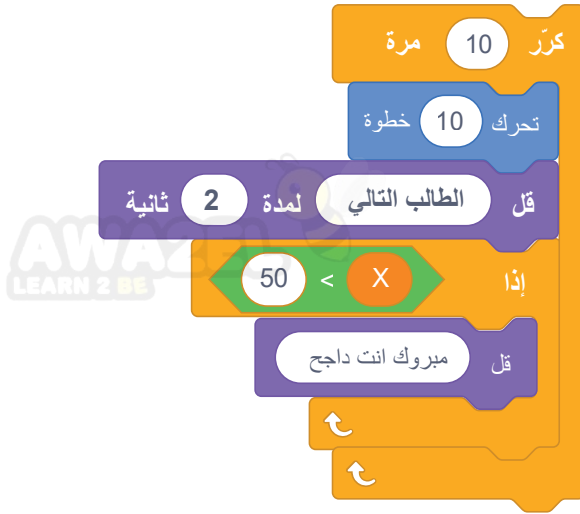 كرّر 10 مرة
تحرك 10 خطوة
قل الطالب التالي لمدة 2 ثانية
إذا X > 50
قل مبروك انت داجح
AWA2EL
LEARN 2 BE